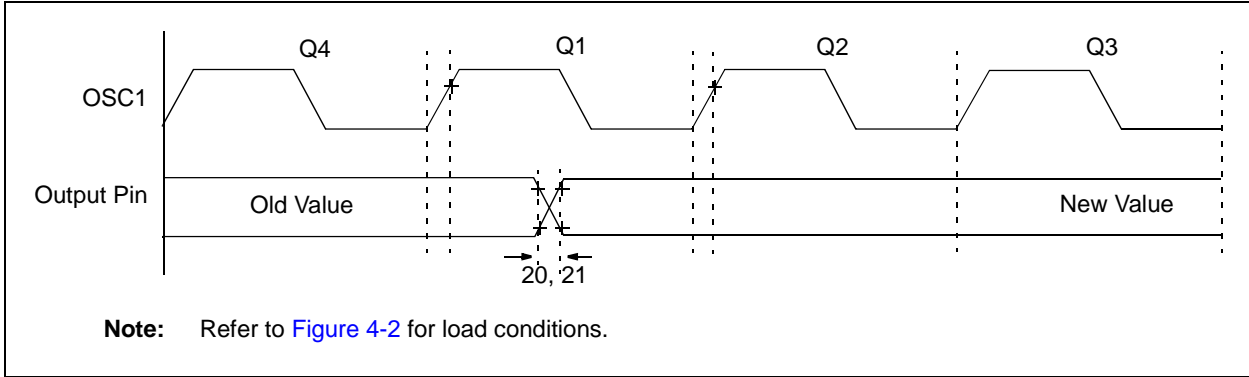 Q4 Q1 Q2 Q3
OSC1
Output Pin
Old Value New Value
20, 21
Note: Refer to Figure 4-2 for load conditions.